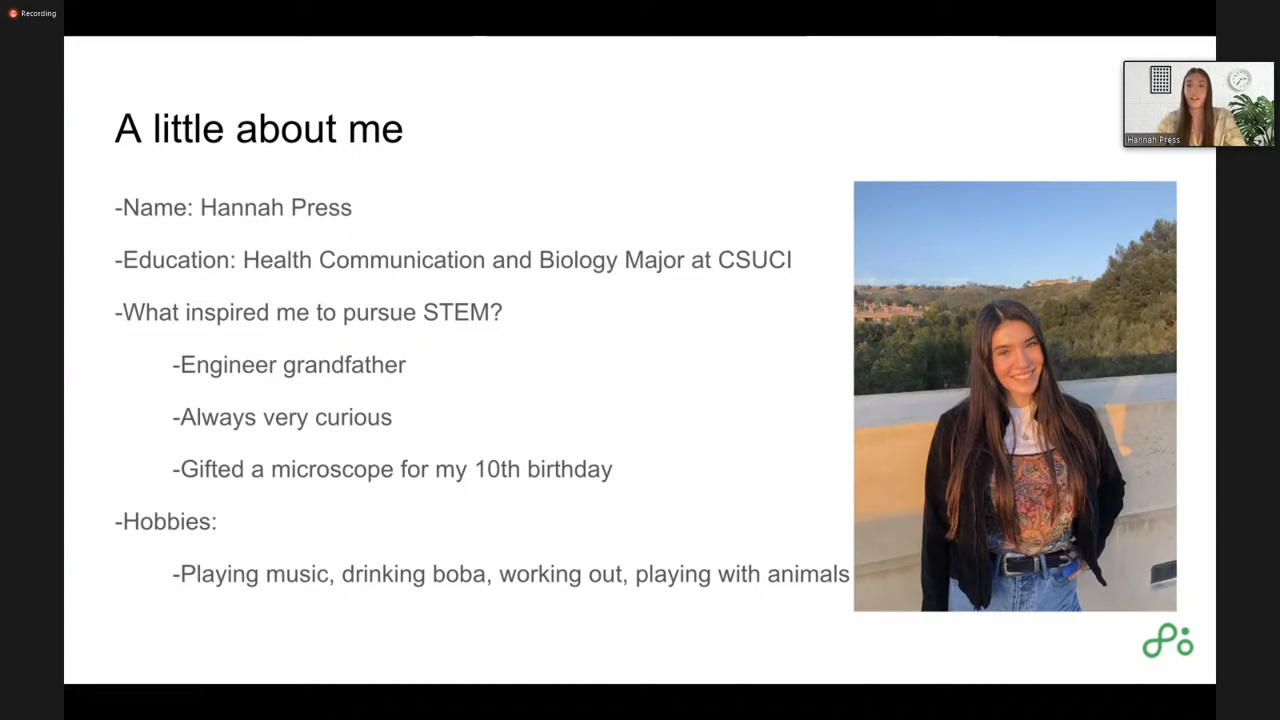 Recording
A little about me
Hannah Press
-Name: Hannah Press
-Education: Health Communication and Biology Major at CSUCI
-What inspired me to pursue STEM?
-Engineer grandfather
-Always very curious
-Gifted a microscope for my 10th birthday
-Hobbies:
-Playing music, drinking boba, working out, playing with animals